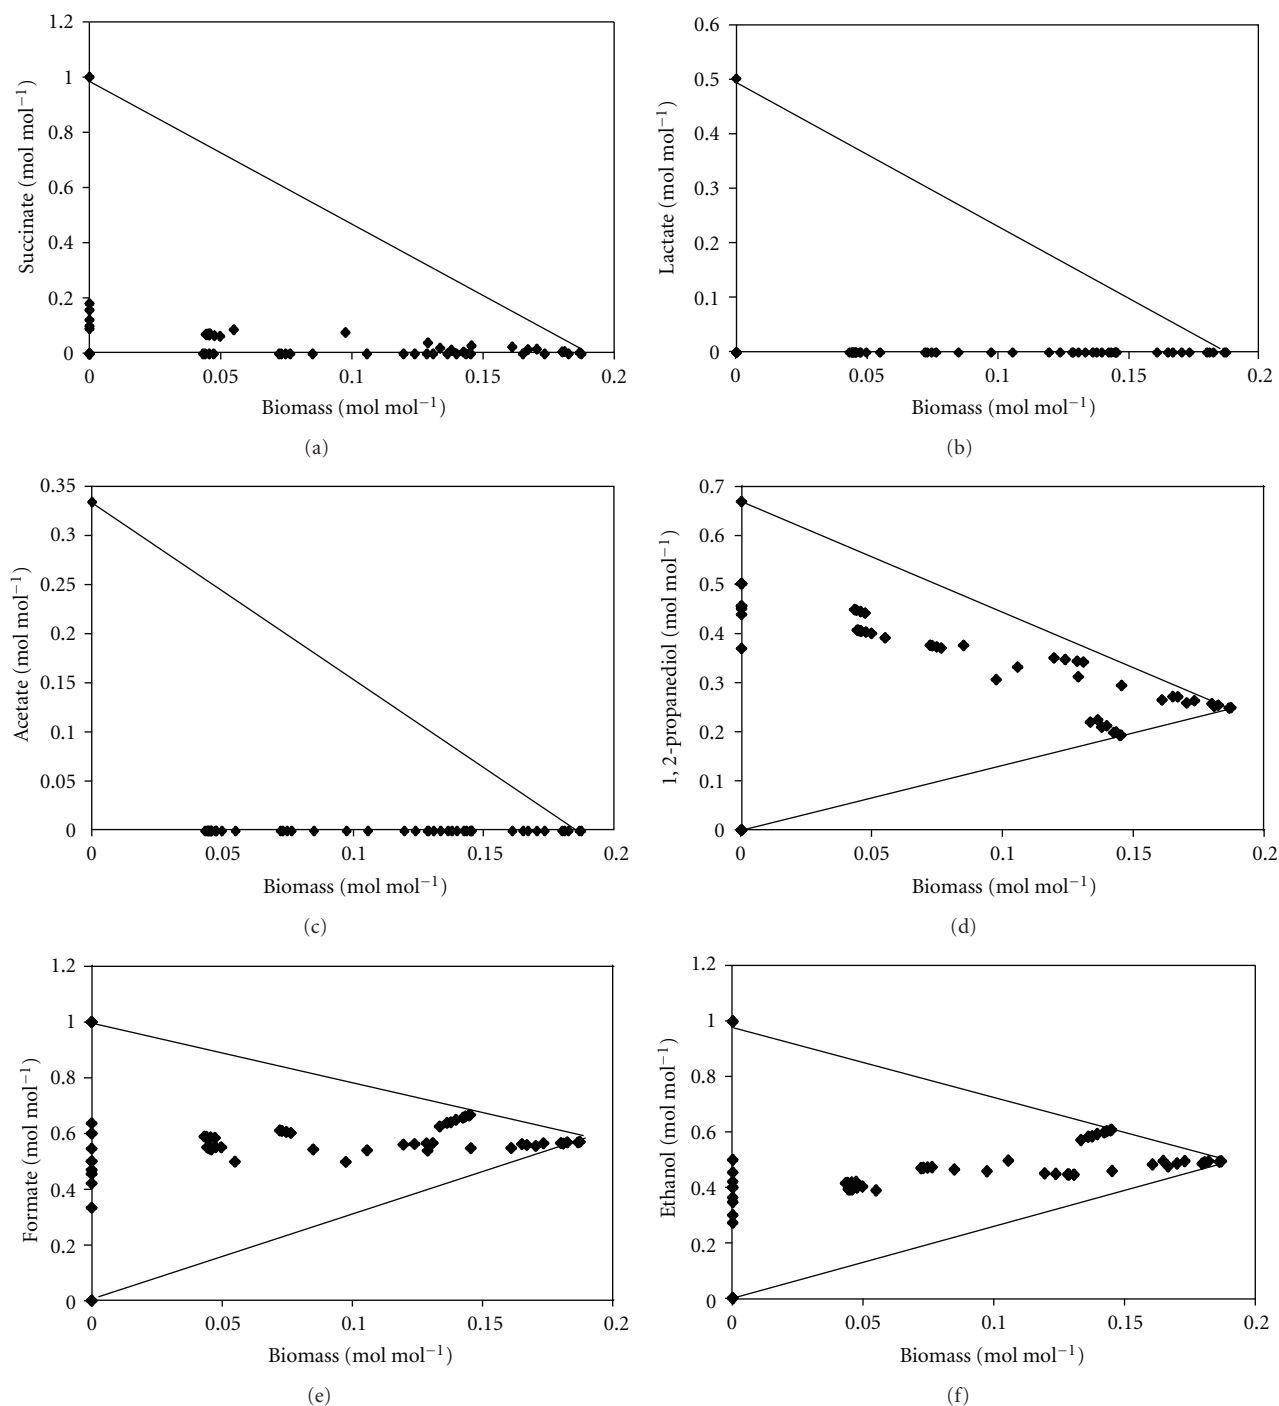 1.2
1
0.8
0.6
0.4
0.2
0
Succinate (mol mol⁻¹)
0 0.05 0.1 0.15 0.2
Biomass (mol mol⁻¹)
(a)
0.6
0.5
0.4
0.3
0.2
0.1
0
Lactate (mol mol⁻¹)
0 0.05 0.1 0.15 0.2
Biomass (mol mol⁻¹)
(b)
0.35
0.3
0.25
0.2
0.15
0.1
0.05
0
Acetate (mol mol⁻¹)
0 0.05 0.1 0.15 0.2
Biomass (mol mol⁻¹)
(c)
0.7
0.6
0.5
0.4
0.3
0.2
0.1
0
1, 2-propanediol (mol mol⁻¹)
0 0.05 0.1 0.15 0.2
Biomass (mol mol⁻¹)
(d)
1.2
1
0.8
0.6
0.4
0.2
0
Formate (mol mol⁻¹)
0 0.05 0.1 0.15 0.2
Biomass (mol mol⁻¹)
(e)
1.2
1
0.8
0.6
0.4
0.2
0
Ethanol (mol mol⁻¹)
0 0.05 0.1 0.15 0.2
Biomass (mol mol⁻¹)
(f)